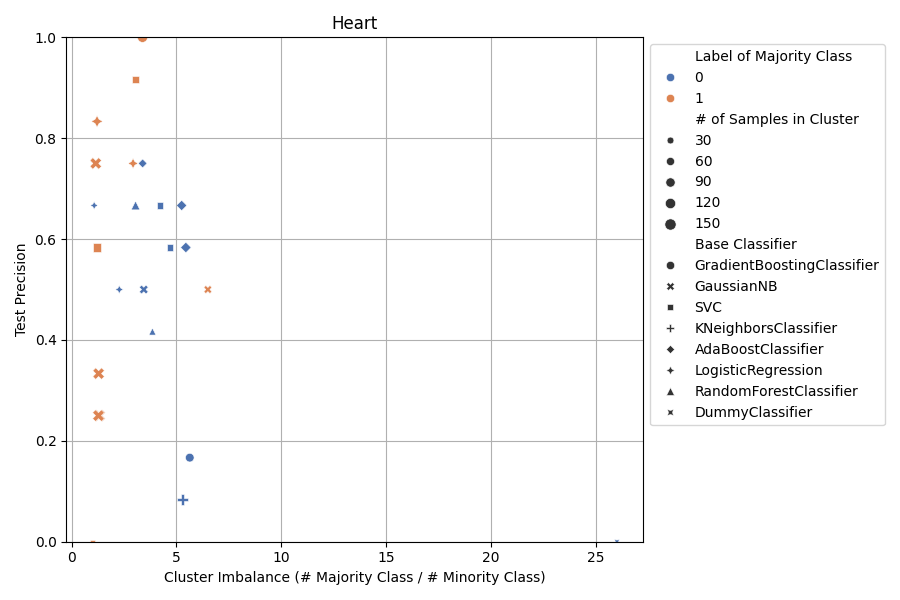 Heart
1.0
0.8
0.6
0.4
0.2
0.0
Test Precision
0
5
10
15
20
25
Cluster Imbalance (# Majority Class / # Minority Class)
Label of Majority Class
0
1
# of Samples in Cluster
30
60
90
120
150
Base Classifier
GradientBoostingClassifier
GaussianNB
SVC
KNeighborsClassifier
AdaBoostClassifier
LogisticRegression
RandomForestClassifier
DummyClassifier